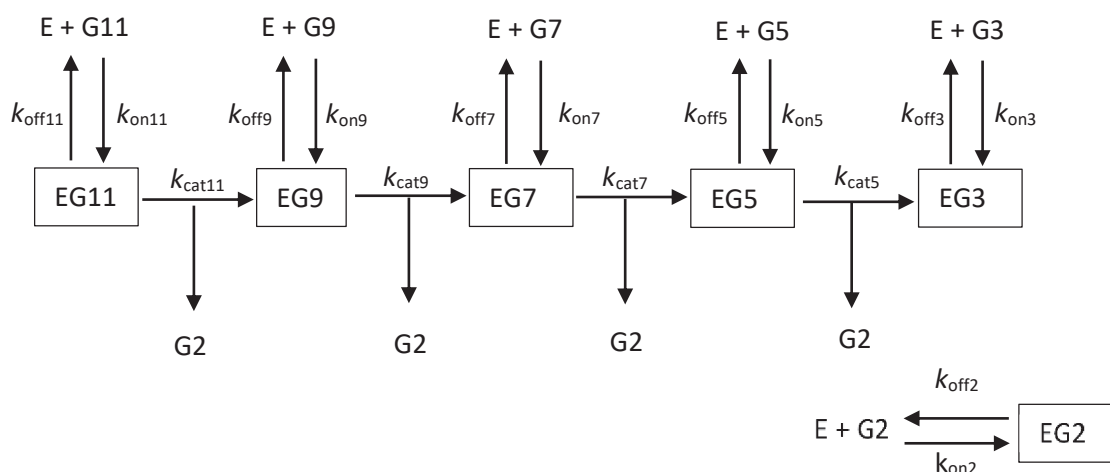 E + G11 E + G9 E + G7 E + G5 E + G3
koff11 kon11 koff9 kon9 koff7 kon7 koff5 kon5 koff3 kon3
kcat11 kcat9 kcat7 kcat5
EG11 EG9 EG7 EG5 EG3
G2 G2 G2 G2
koff2
E + G2 EG2
kon2